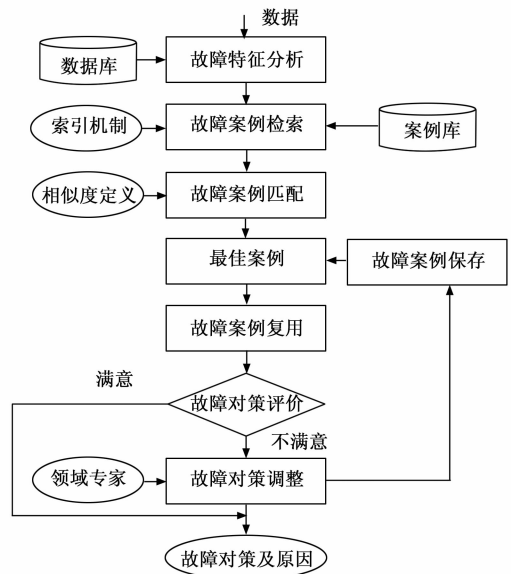 数据
数据库
故障特征分析
索引机制
故障案例检索
案例库
相似度定义
故障案例匹配
最佳案例
故障案例保存
故障案例复用
满意
故障对策评价
不满意
领域专家
故障对策调整
故障对策及原因